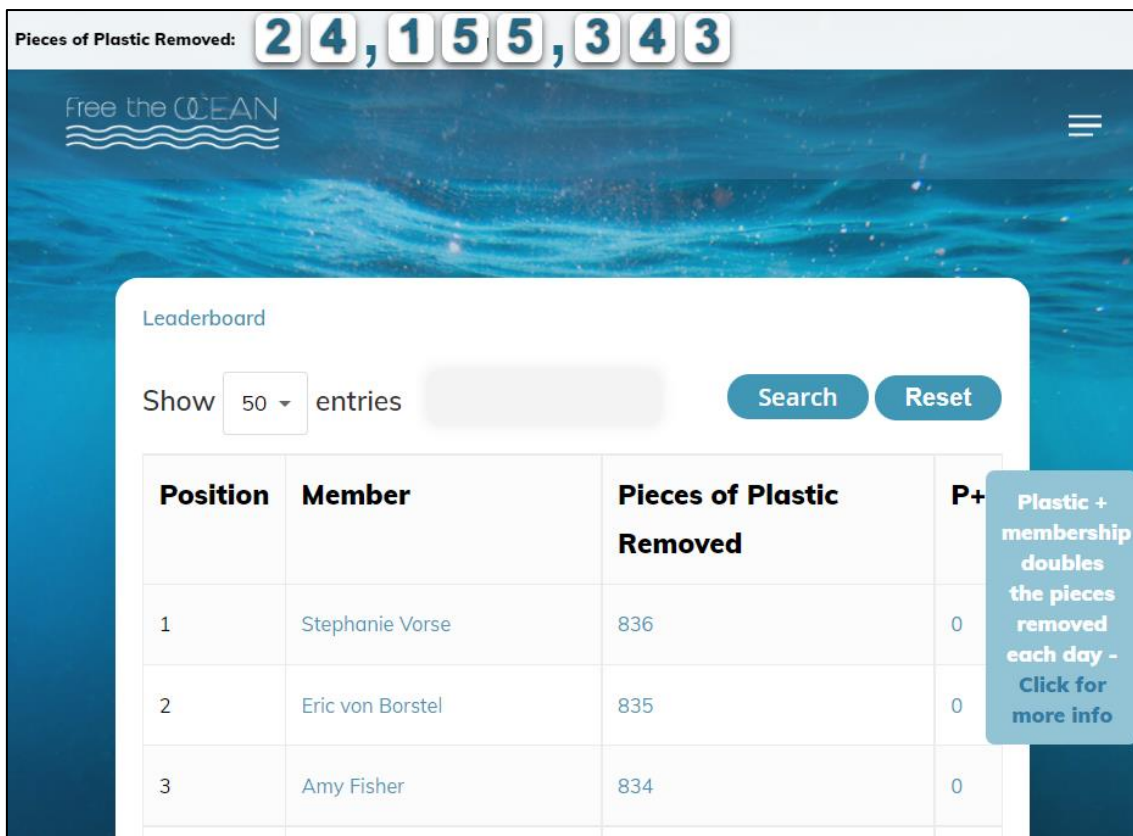 Pieces of Plastic Removed: 24,155,343
Free the OCEAN
Leaderboard
Show 50 entries Search Reset
Position Member Pieces of Plastic Removed P+
1 Stephanie Vorse 836 0
2 Eric von Borstel 835 0
3 Amy Fisher 834 0
Plastic +
membership
doubles
the pieces
removed
each day -
Click for
more info